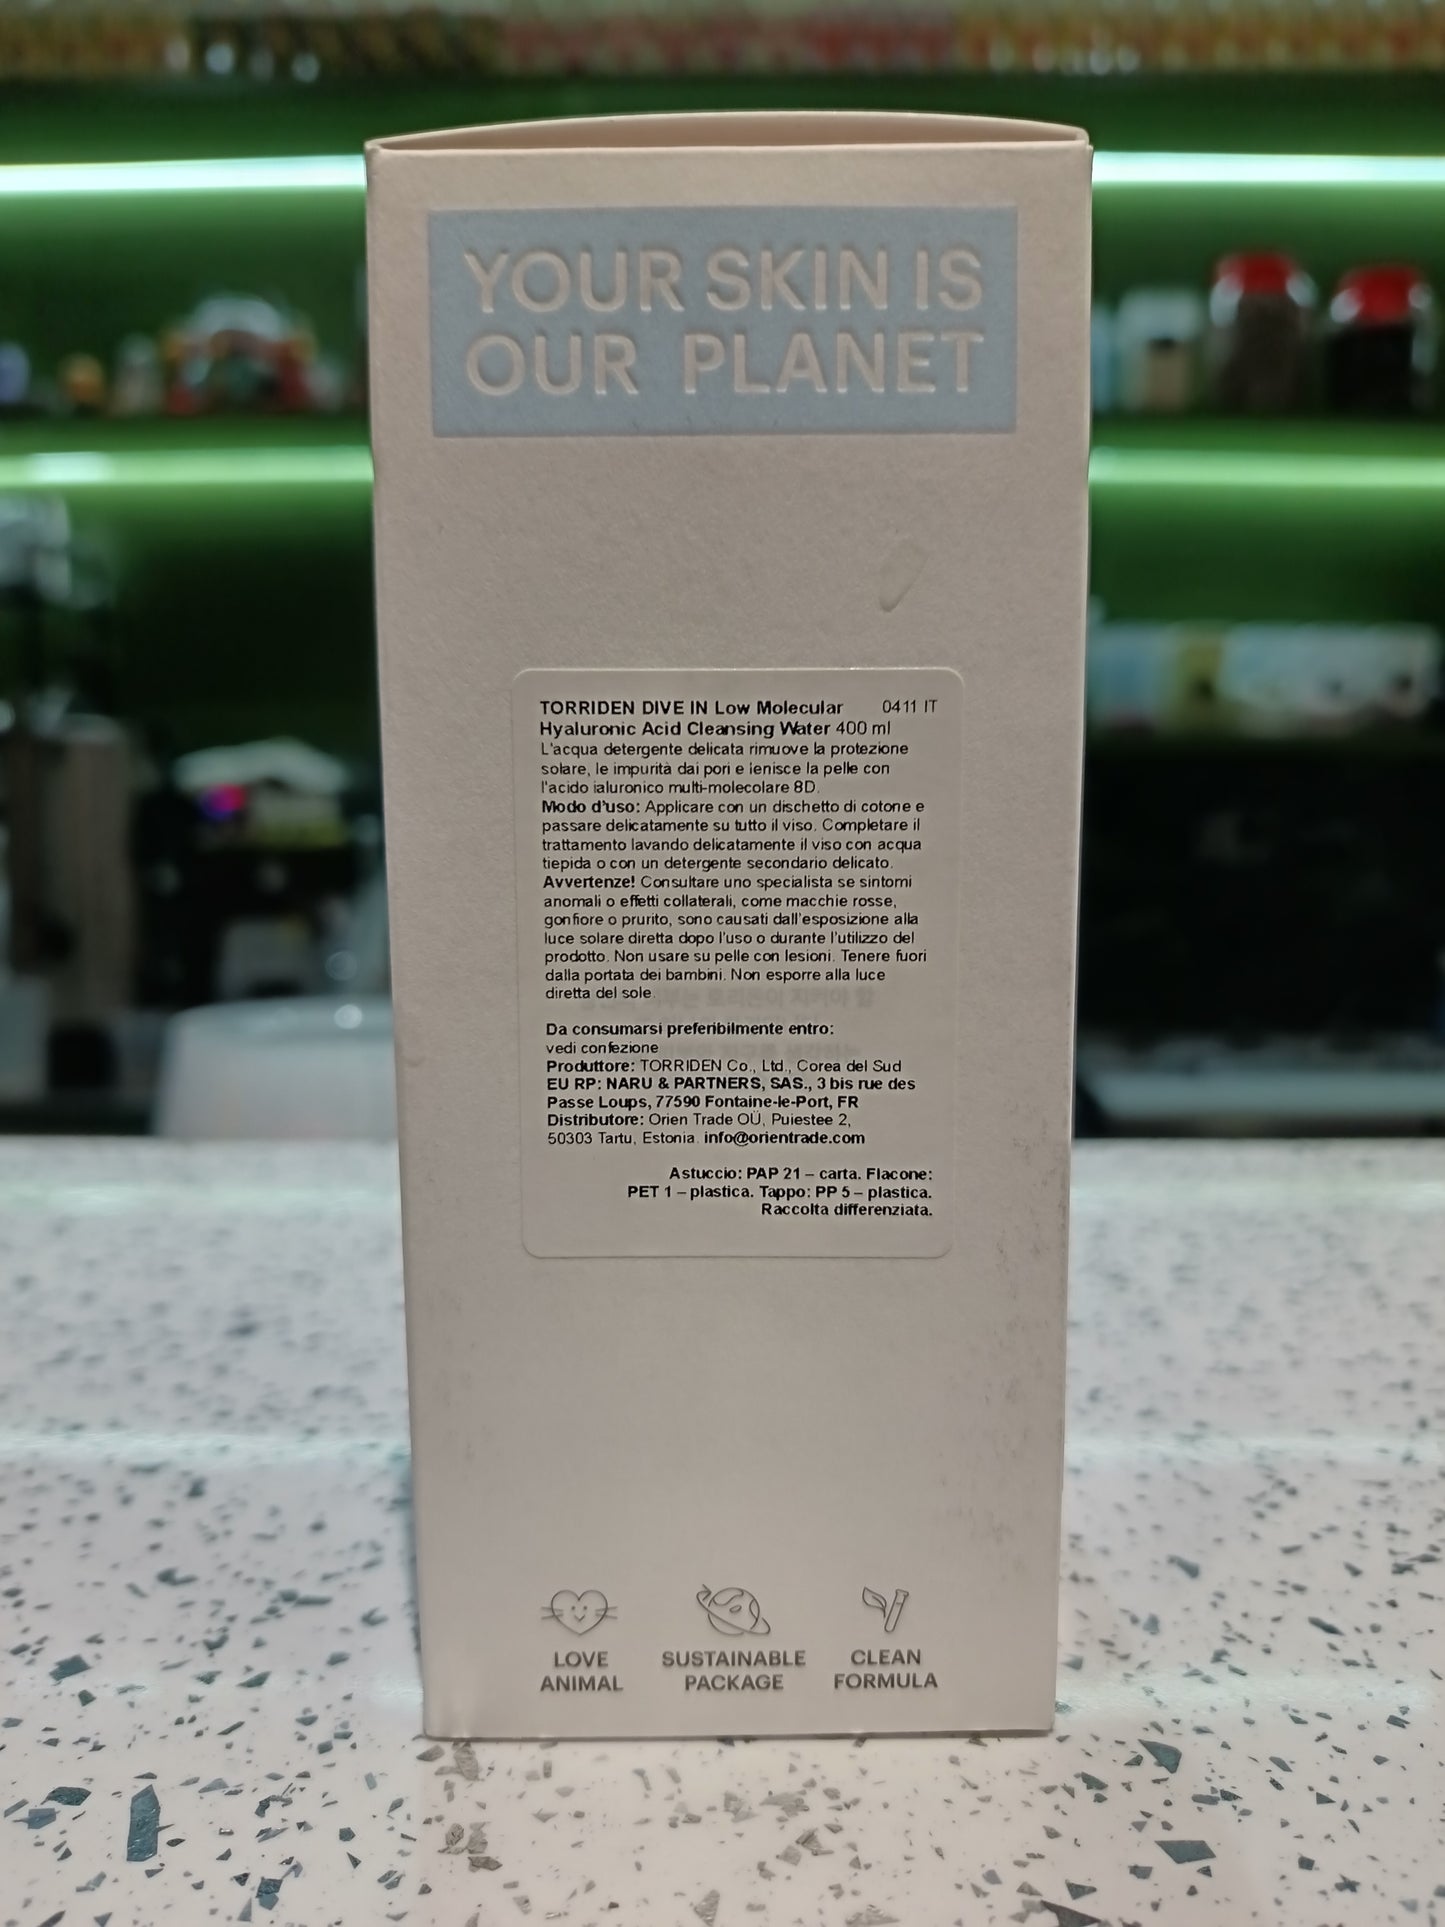 YOUR SKIN IS
OUR PLANET
TORRIDEN DIVE IN Low Molecular 0411 IT
Hyaluronic Acid Cleansing Water 400 ml
L'acqua detergente delicata rimuove la protezione
solare, le impurità dai pori e lenisce la pelle con
l'acido ialuronico multi-molecolare 8D.
Modo d'uso: Applicare con un dischetto di cotone e
passare delicatamente su tutto il viso. Completare il
trattamento lavando delicatamente il viso con acqua
tiepida o con un detergente secondario delicato.
Avvertenze! Consultare uno specialista se sintomi
anomali o effetti collaterali, come macchie rosse,
gonfiore o prurito, sono causati dall'esposizione alla
luce solare diretta dopo l'uso o durante l'utilizzo del
prodotto. Non usare su pelle con lesioni. Tenere fuori
dalla portata dei bambini. Non esporre alla luce
diretta del sole.
Da consumarsi preferibilmente entro:
vedi confezione
Produttore: TORRIDEN Co., Ltd., Corea del Sud
EU RP: NARU & PARTNERS, SAS., 3 bis rue des
Passe Loups, 77590 Fontaine-le-Port, FR
Distributore: Orien Trade OÜ, Puiestee 2,
50303 Tartu, Estonia. info@orientrade.com
Astuccio: PAP 21 – carta. Flacone:
PET 1 – plastica. Tappo: PP 5 – plastica.
Raccolta differenziata.
LOVE
ANIMAL
SUSTAINABLE
PACKAGE
CLEAN
FORMULA